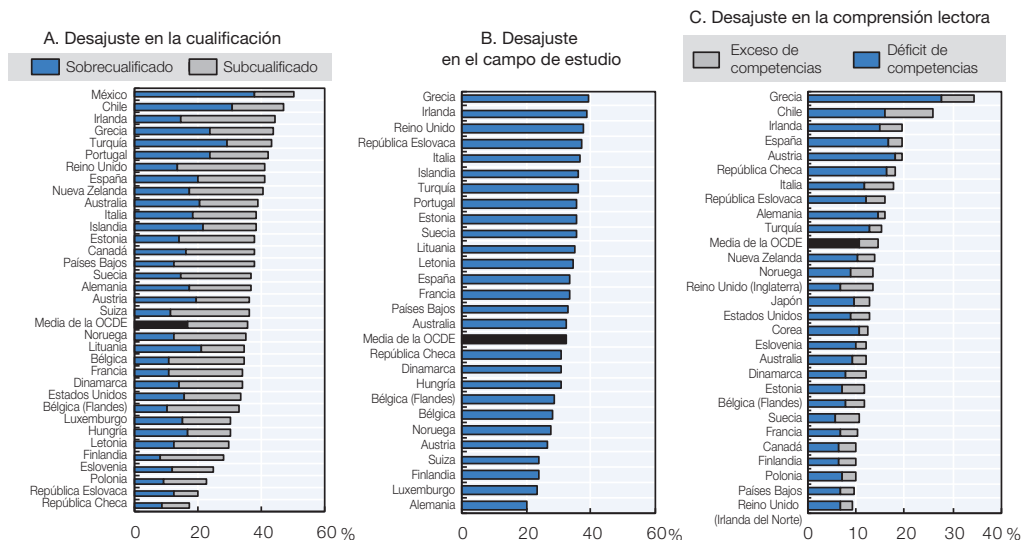 A. Desajuste en la cualificación
Sobrecualificado
Subcualificado
México
Chile
Irlanda
Grecia
Turquía
Portugal
Reino Unido
España
Nueva Zelanda
Australia
Italia
Islandia
Estonia
Canadá
Países Bajos
Suecia
Alemania
Austria
Suiza
Media de la OCDE
Noruega
Lituania
Bélgica
Francia
Dinamarca
Estados Unidos
Bélgica (Flandes)
Luxemburgo
Hungría
Letonia
Finlandia
Eslovenia
Polonia
República Eslovaca
República Checa
0 20 40 60 %
B. Desajuste
en el campo de estudio
Grecia
Irlanda
Reino Unido
República Eslovaca
Italia
Islandia
Turquía
Portugal
Estonia
Suecia
Lituania
Letonia
España
Francia
Países Bajos
Australia
Media de la OCDE
República Checa
Dinamarca
Hungría
Bélgica (Flandes)
Bélgica
Noruega
Austria
Suiza
Finlandia
Luxemburgo
Alemania
0 20 40 60 %
C. Desajuste en la comprensión lectora
Exceso de
competencias
Déficit de
competencias
Grecia
Chile
Irlanda
España
Austria
República Checa
Italia
República Eslovaca
Alemania
Turquía
Media de la OCDE
Nueva Zelanda
Noruega
Reino Unido (Inglaterra)
Japón
Estados Unidos
Corea
Eslovenia
Australia
Dinamarca
Estonia
Bélgica (Flandes)
Suecia
Francia
Canadá
Finlandia
Polonia
Países Bajos
Reino Unido
(Irlanda del Norte)
0 10 20 30 40 %